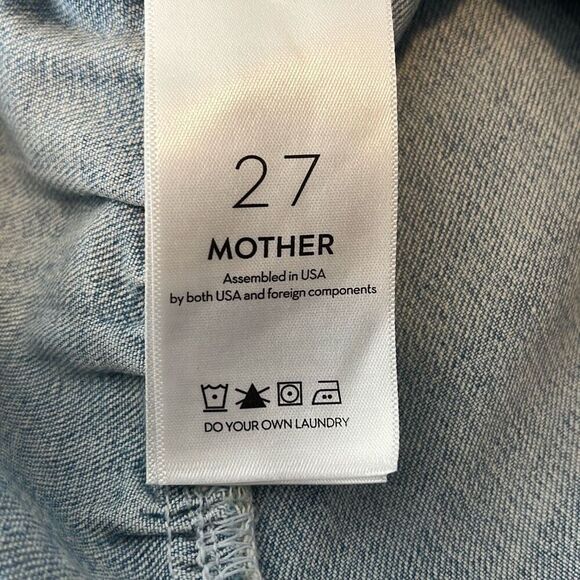 27
MOTHER
Assembled in USA
by both USA and foreign components
DO YOUR OWN LAUNDRY